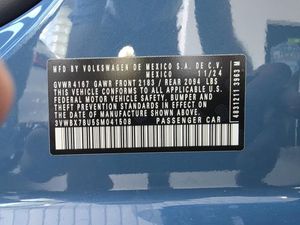 MFD BY VOLKSWAGEN DE MEXICO S.A. DE C.V.
MEXICO 11/24
GVWR 4197 GAWR FRONT 2183 / REAR 2094 LBS
THIS VEHICLE CONFORMS TO ALL APPLICABLE U.S.
FEDERAL MOTOR VEHICLE SAFETY, BUMPER AND
THEFT PREVENTION STANDARDS IN EFFECT ON THE
DATE OF MANUFACTURE SHOWN ABOVE.
3VWBX7BU5SM041508 PASSENGER CAR